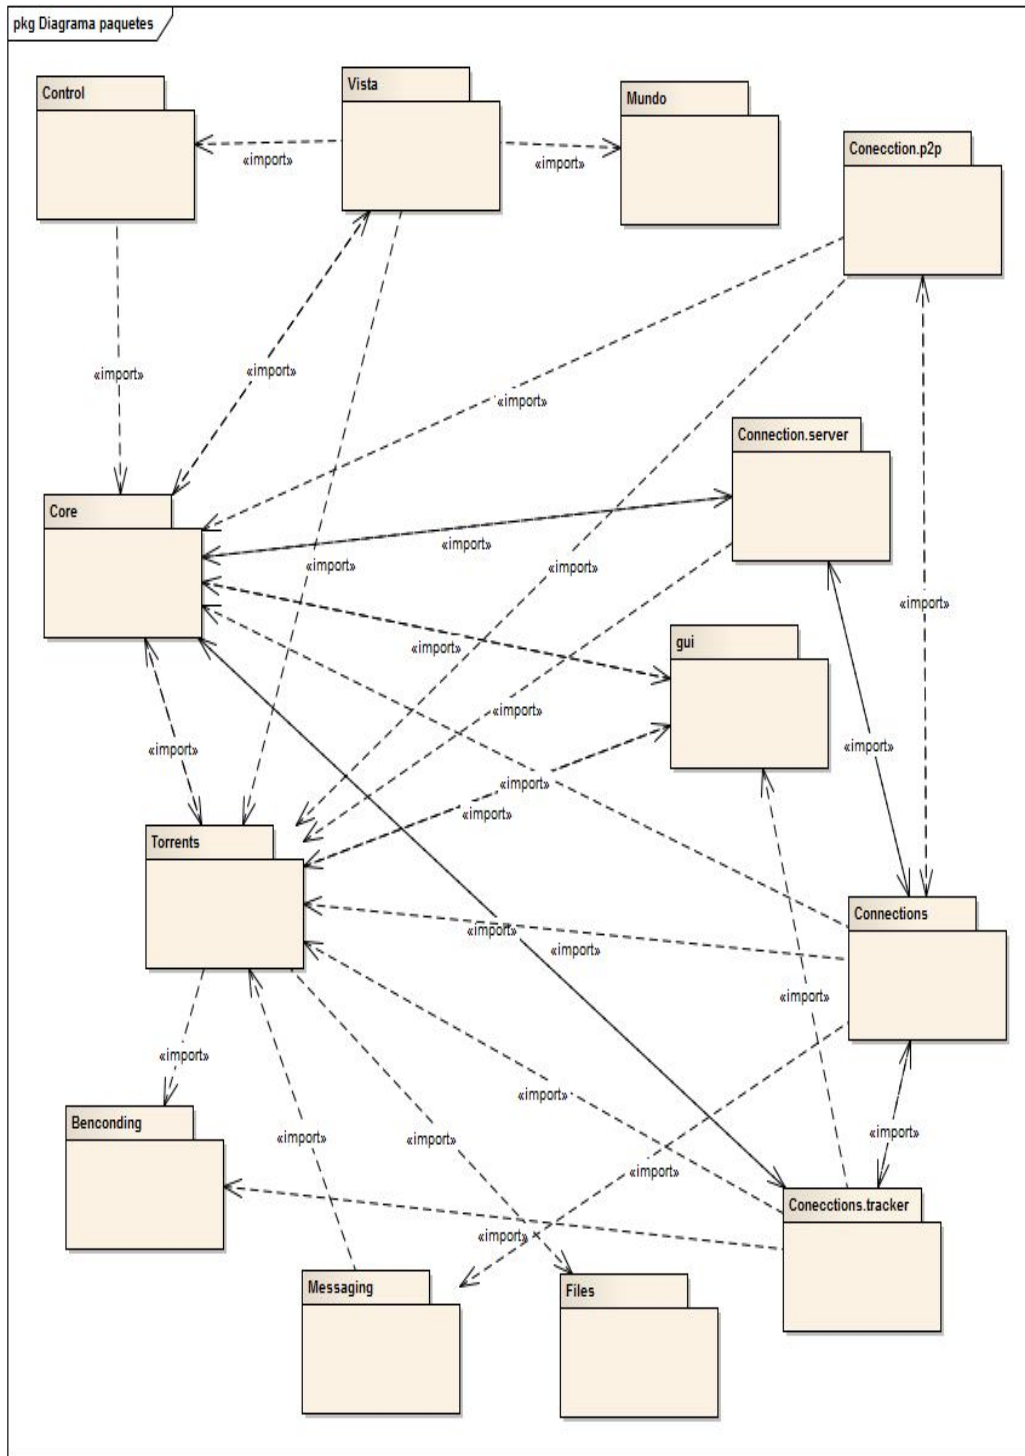 pkg Diagrama paquetes
Control
Vista
Mundo
Conecction.p2p
«import»
«import»
«import»
«import»
«import»
Connection.server
Core
«import»
«import»
«import»
«import»
gui
«import»
«import»
«import»
«import»
«import»
«import»
Torrents
Connections
«import»
«import»
«import»
«import»
«import»
Benconding
«import»
«import»
«import»
«import»
Conecctions.tracker
«import»
Messaging
Files